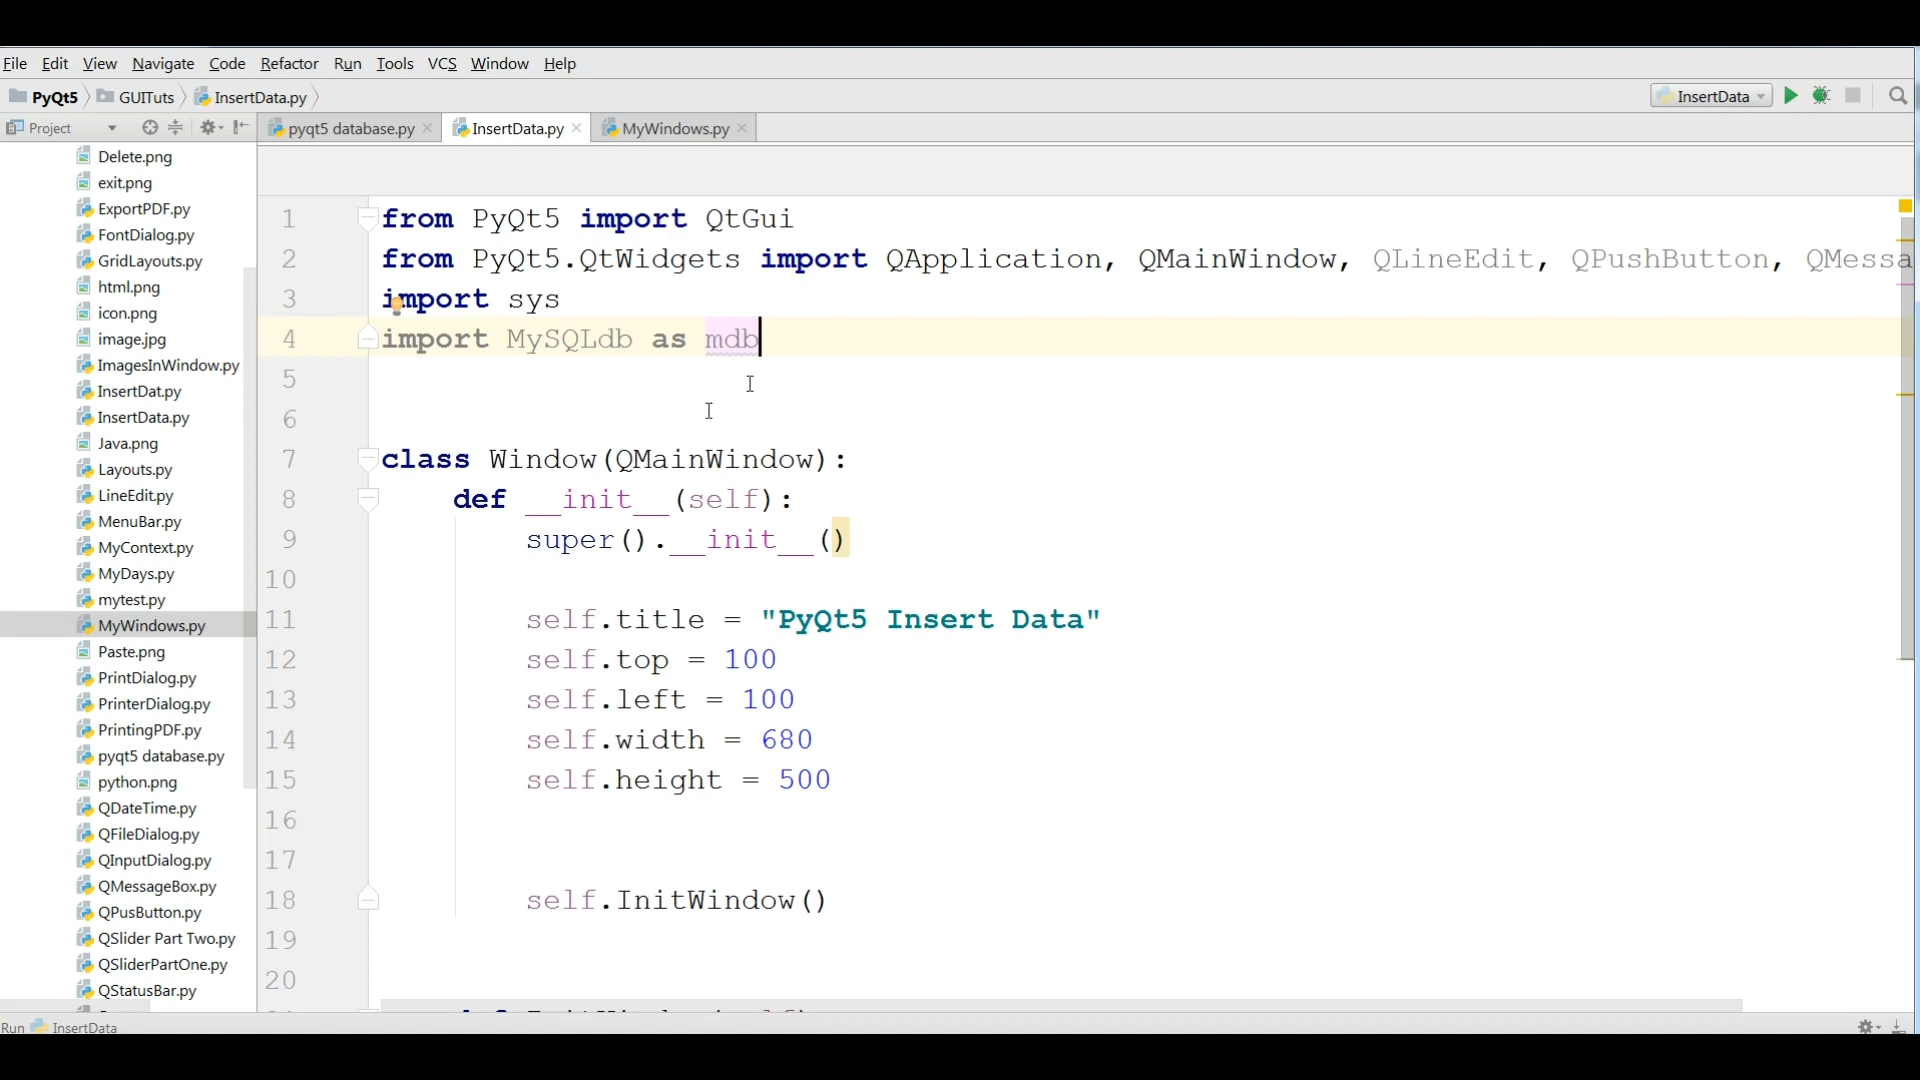 File Edit View Navigate Code Refactor Run Tools VCS Window Help
PyQt5 GUITuts InsertData.py InsertData
Project pyqt5 database.py InsertData.py MyWindows.py
Delete.png
exit.png
ExportPDF.py
FontDialog.py
GridLayouts.py
html.png
icon.png
image.jpg
ImagesInWindow.py
InsertDat.py
InsertData.py
Java.png
Layouts.py
LineEdit.py
MenuBar.py
MyContext.py
MyDays.py
mytest.py
MyWindows.py
Paste.png
PrintDialog.py
PrinterDialog.py
PrintingPDF.py
pyqt5 database.py
python.png
QDateTime.py
QFileDialog.py
QInputDialog.py
QMessageBox.py
QPusButton.py
QSlider Part Two.py
QSliderPartOne.py
QStatusBar.py
1 from PyQt5 import QtGui
2 from PyQt5.QtWidgets import QApplication, QMainWindow, QLineEdit, QPushButton, QMessa
3 import sys
4 import MySQLdb as mdb
5
6
7 class Window(QMainWindow):
8 def __init__(self):
9 super().__init__()
10
11 self.title = "PyQt5 Insert Data"
12 self.top = 100
13 self.left = 100
14 self.width = 680
15 self.height = 500
16
17
18 self.InitWindow()
19
20
Run InsertData